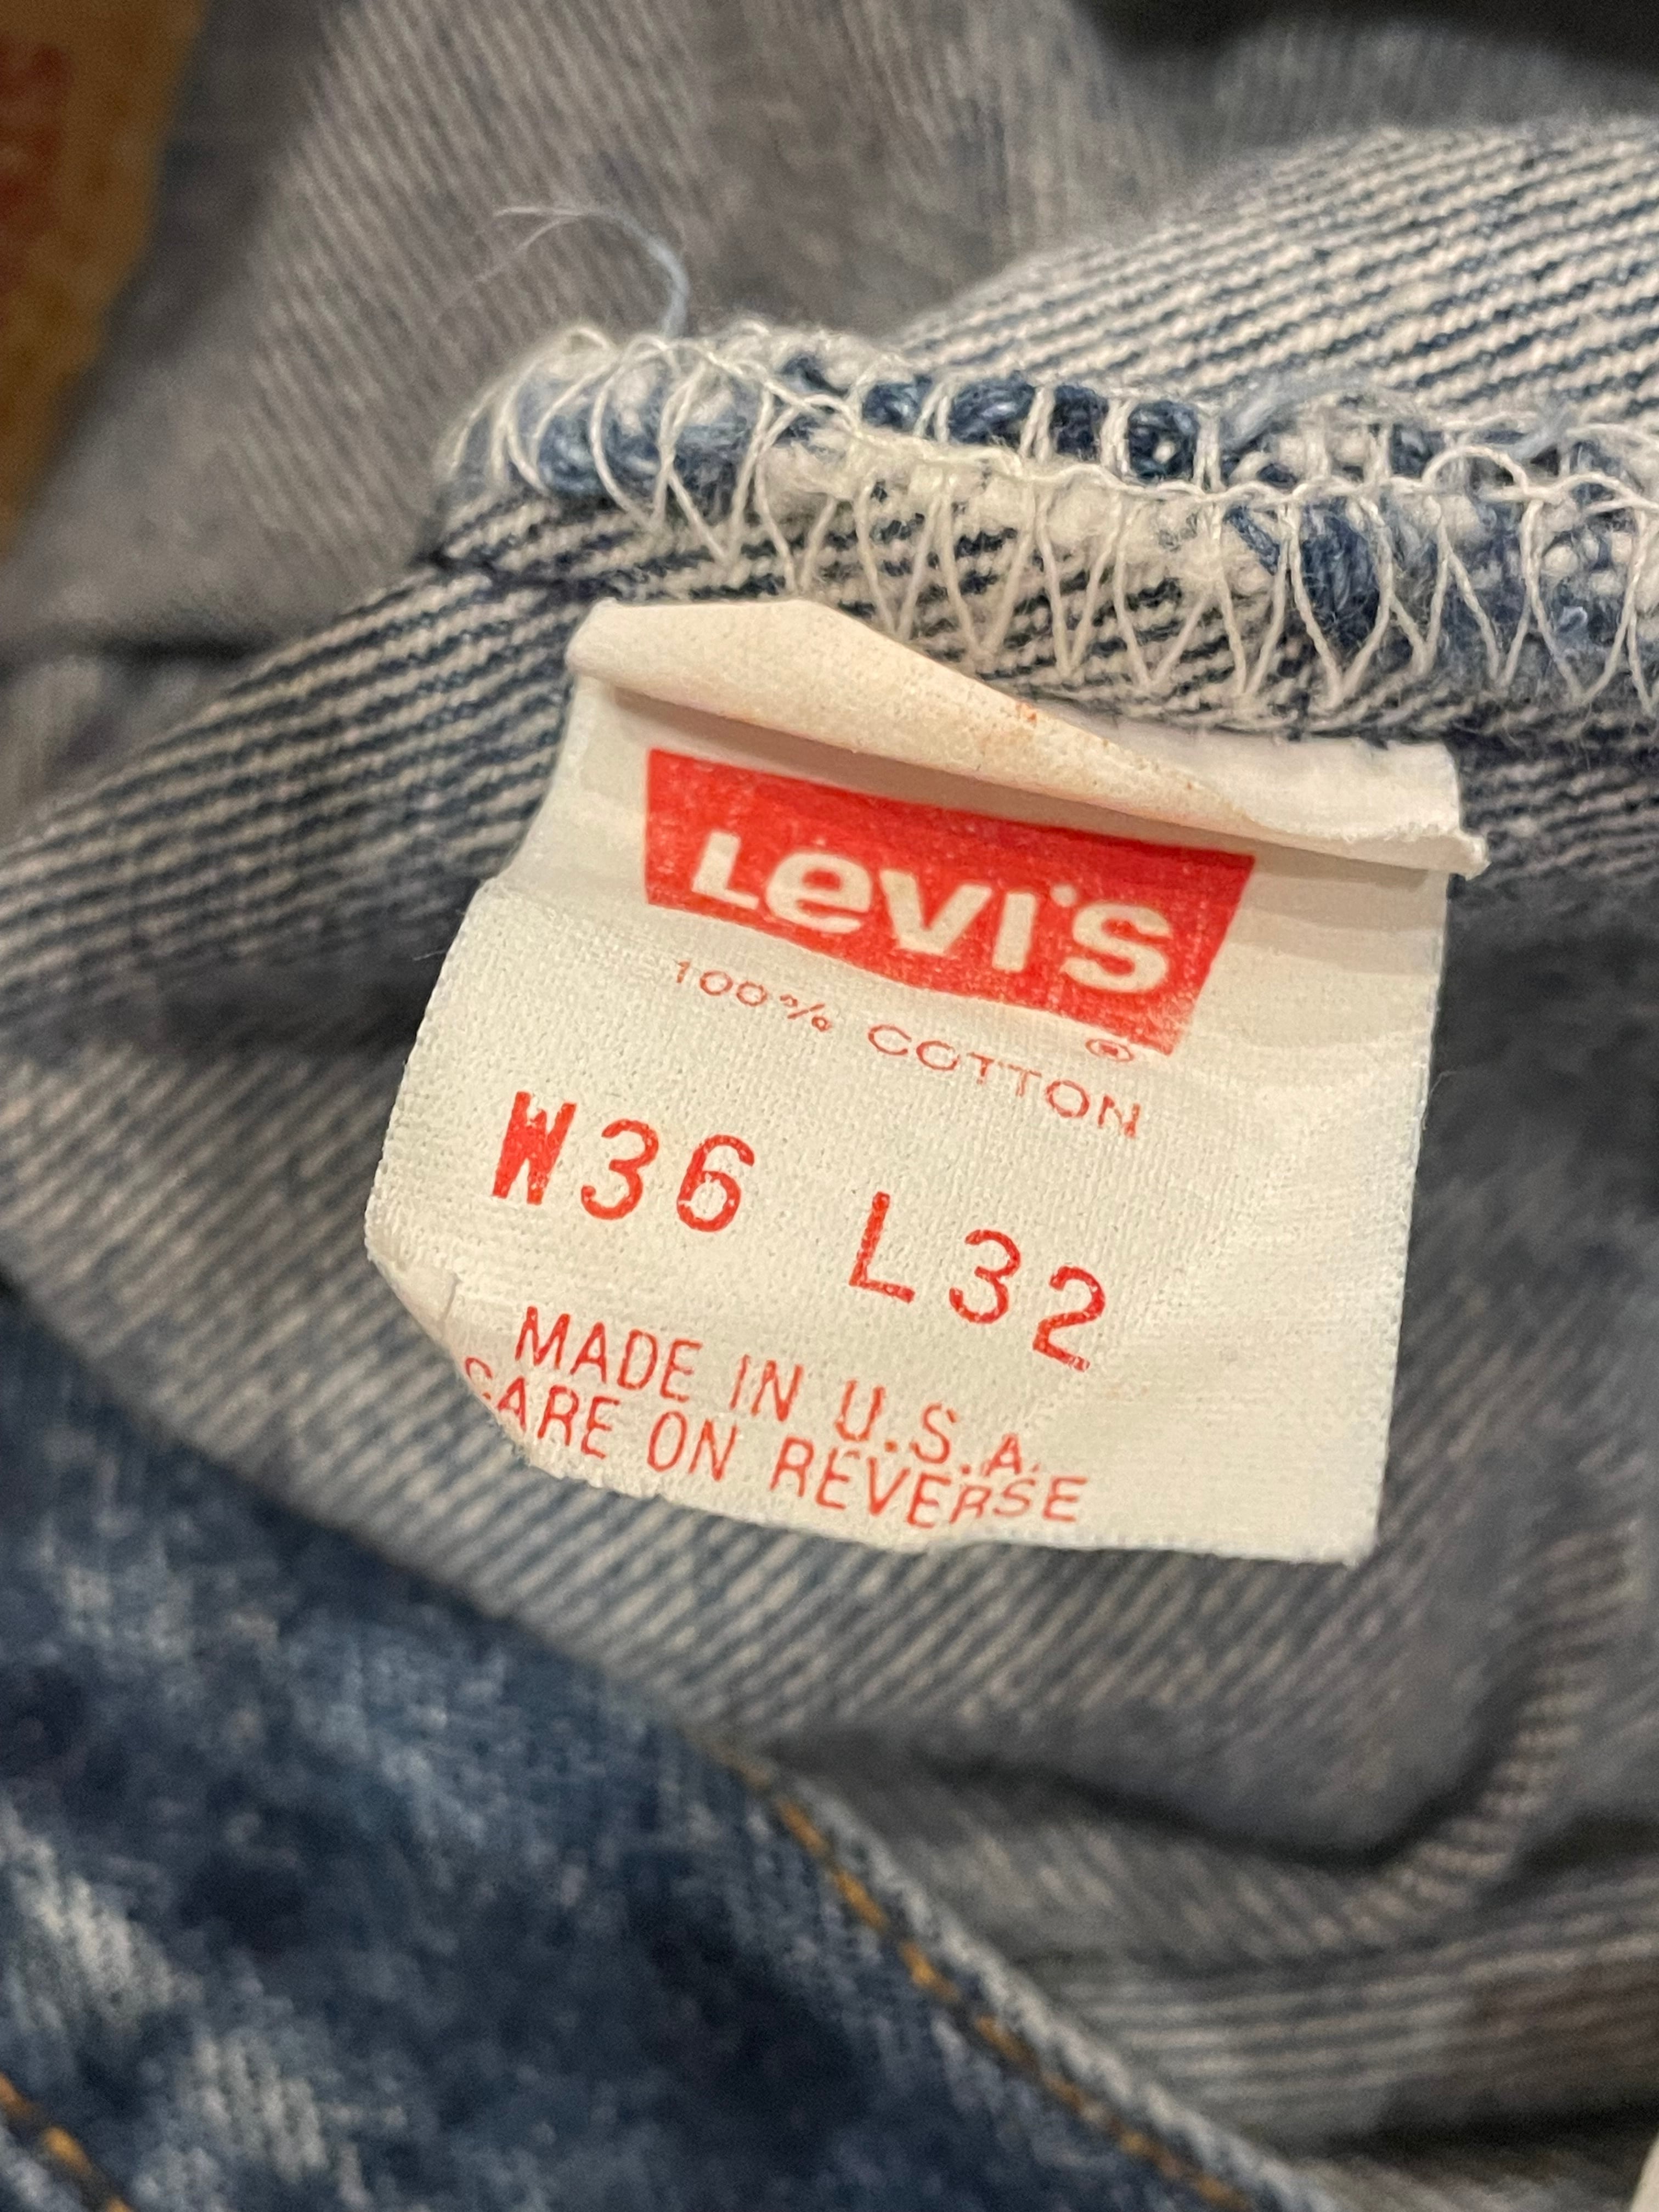 Levi's
®
100% COTTON
W36 L32
MADE IN U.S.A.
CARE ON REVERSE